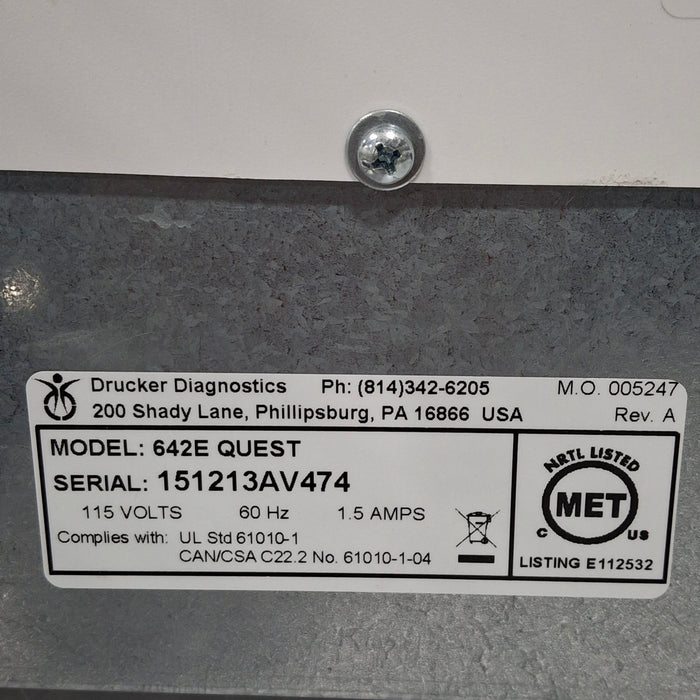 Drucker Diagnostics Ph: (814)342-6205 M.O. 005247
200 Shady Lane, Phillipsburg, PA 16866 USA Rev. A
MODEL: 642E QUEST
SERIAL: 151213AV474
115 VOLTS 60 Hz 1.5 AMPS
Complies with: UL Std 61010-1
CAN/CSA C22.2 No. 61010-1-04
NRTL LISTED
MET
C US
LISTING E112532